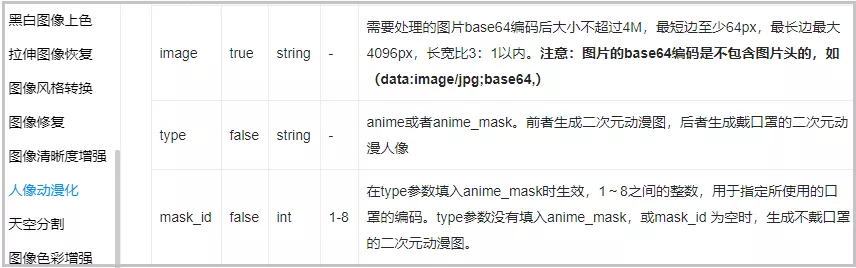 黑白图像上色
拉伸图像恢复
图像风格转换
图像修复
图像清晰度增强
人像动漫化
天空分割
图像色彩增强
image true string -
需要处理的图片base64编码后大小不超过4M，最短边至少64px，最长边最大
4096px，长宽比3：1以内。注意：图片的base64编码是不包含图片头的，如
（data:image/jpg;base64,）
type false string -
anime或者anime_mask。前者生成二次元动漫图，后者生成戴口罩的二次元动
漫人像
mask_id false int 1-8
在type参数填入anime_mask时生效，1～8之间的整数，用于指定所使用的口
罩的编码。type参数没有填入anime_mask，或mask_id 为空时，生成不戴口罩
的二次元动漫图。